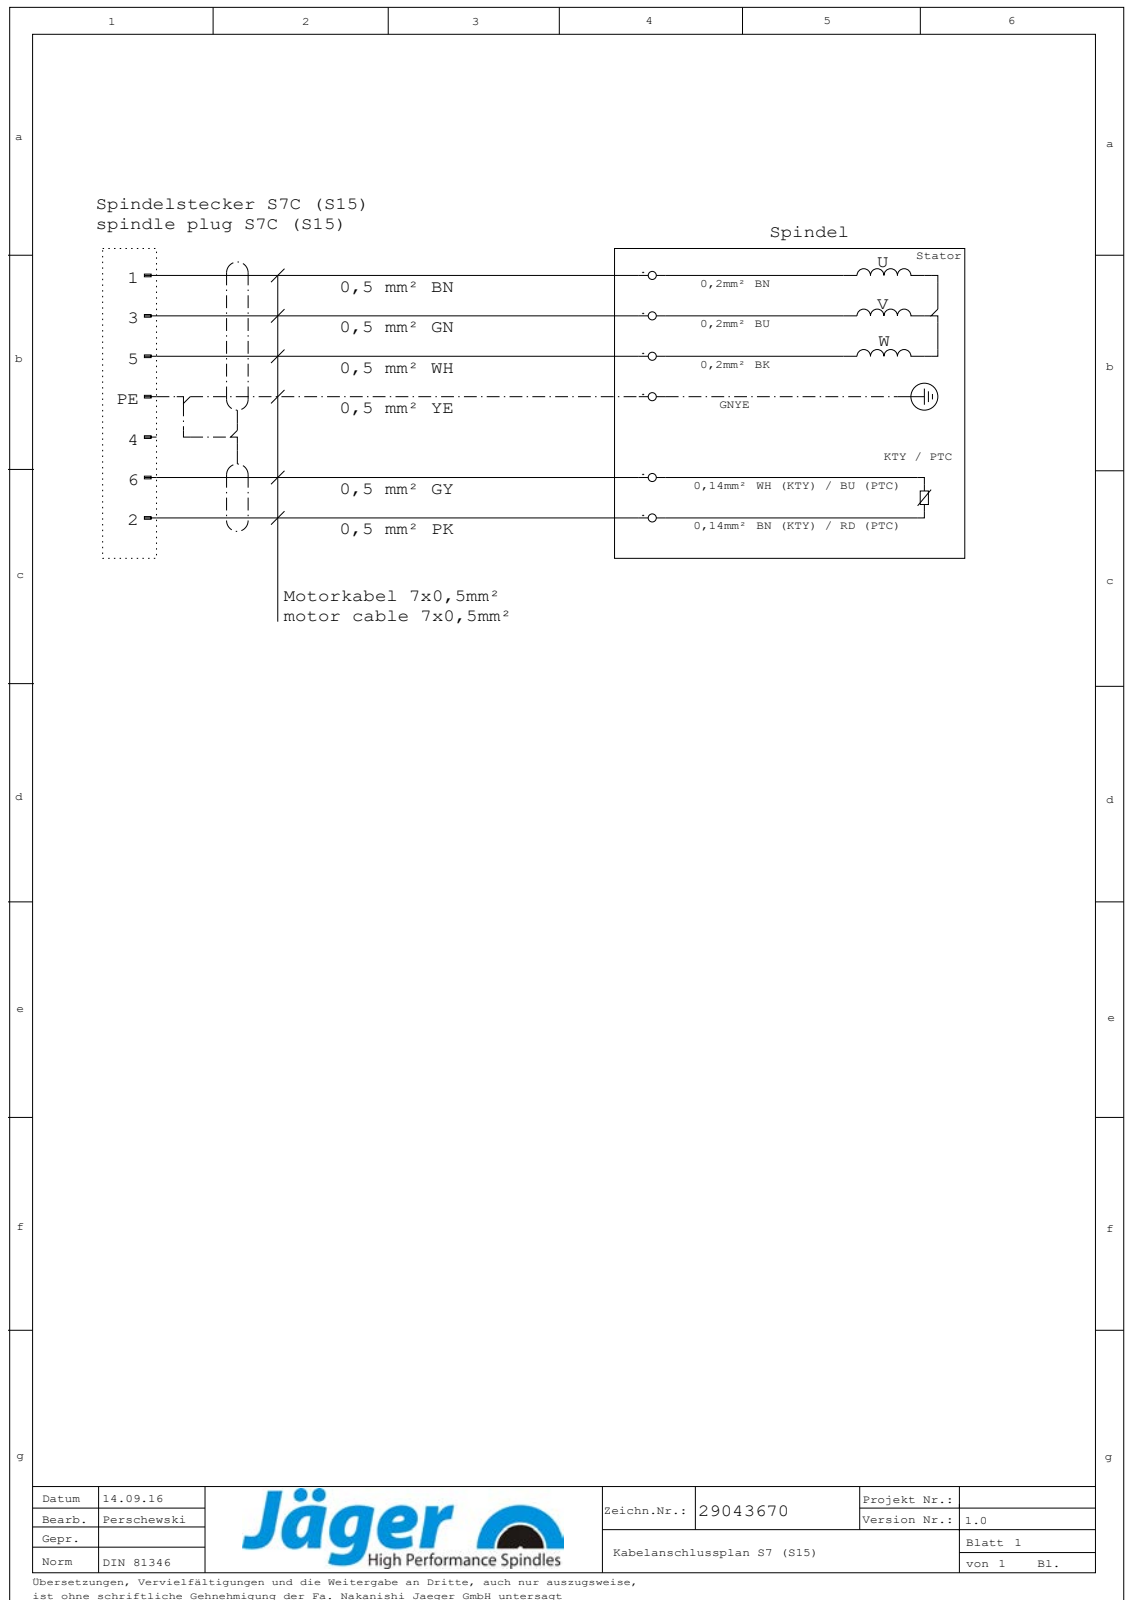 1 2 3 4 5 6
a a
Spindelstecker S7C (S15)
spindle plug S7C (S15)
Spindel
Stator
1 0,5 mm² BN 0,2mm² BN U
3 0,5 mm² GN 0,2mm² BU V
5 0,5 mm² WH 0,2mm² BK W
b b
PE 0,5 mm² YE GNYE
4
KTY / PTC
6 0,5 mm² GY 0,14mm² WH (KTY) / BU (PTC)
2 0,5 mm² PK 0,14mm² BN (KTY) / RD (PTC)
c c
Motorkabel 7x0,5mm²
motor cable 7x0,5mm²
d d
e e
f f
g g
Datum 14.09.16
Bearb. Perschewski
Gepr.
Norm DIN 81346
Jäger
High Performance Spindles
Zeichn.Nr.: 29043670
Kabelanschlussplan S7 (S15)
Projekt Nr.:
Version Nr.: 1.0
Blatt 1
von 1 Bl.
Übersetzungen, Vervielfältigungen und die Weitergabe an Dritte, auch nur auszugsweise,
ist ohne schriftliche Gehnehmigung der Fa. Nakanishi Jaeger GmbH untersagt